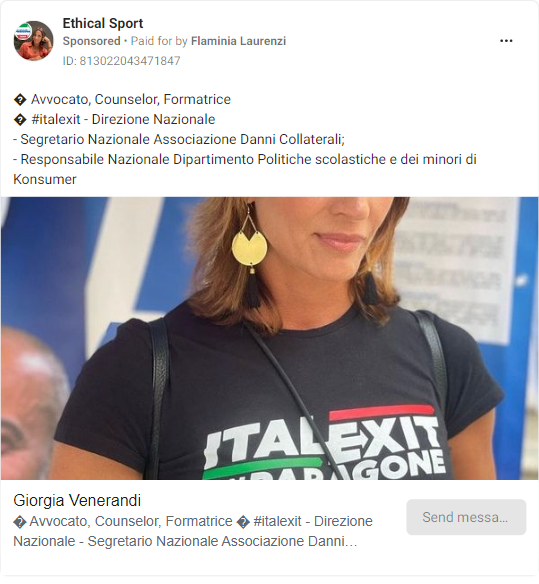 Ethical Sport
Sponsored • Paid for by Flaminia Laurenzi
ID: 813022043471847
� Avvocato, Counselor, Formatrice
� #italexit - Direzione Nazionale
- Segretario Nazionale Associazione Danni Collaterali;
- Responsabile Nazionale Dipartimento Politiche scolastiche e dei minori di
Konsumer
ITALEXIT
PARAGONE
Giorgia Venerandi
� Avvocato, Counselor, Formatrice � #italexit - Direzione
Nazionale - Segretario Nazionale Associazione Danni…
Send messa...